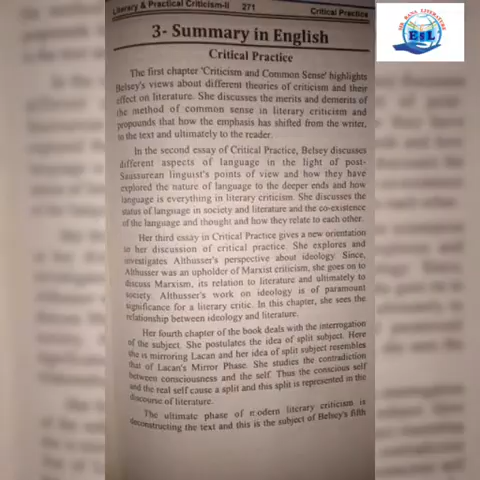 Literary & Practical Criticism-II 271 Critical Practice
3- Summary in English
Critical Practice
The first chapter 'Criticism and Common Sense' highlights
Belsey's views about different theories of criticism and their
effect on literature. She discusses the merits and demerits of
the method of common sense in literary criticism and
propounds that how the emphasis has shifted from the writer,
to the text and ultimately to the reader.
In the second essay of Critical Practice, Belsey discusses
different aspects of language in the light of post-
Saussurean linguist's points of view and how they have
explored the nature of language to the deeper ends and how
language is everything in literary criticism. She discusses the
status of language in society and literature and the co-existence
of the language and thought and how they relate to each other.
Her third essay in Critical Practice gives a new orientation
on her discussion of critical practice. She explores and
investigates Althusser's perspective about ideology. Since,
Althusser was an upholder of Marxist criticism, she goes on to
discuss Marxism, its relation to literature and ultimately to
society. Althusser's work on ideology is of paramount
significance for a literary critic. In this chapter, she sees the
relationship between ideology and literature.
Her fourth chapter of the book deals with the interrogation
of the subject. She postulates the idea of split subject. Here
she is mirroring Lacan and her idea of split subject resembles
that of Lacan's Mirror Phase. She studies the contradiction
between consciousness and the self. Thus the conscious self
and the real self cause a split and this split is represented in the
discourse of literature.
The ultimate phase of modern literary criticism is
deconstructing the text and this is the subject of Belsey's fifth
SIR RANA LITERATURE
EsL